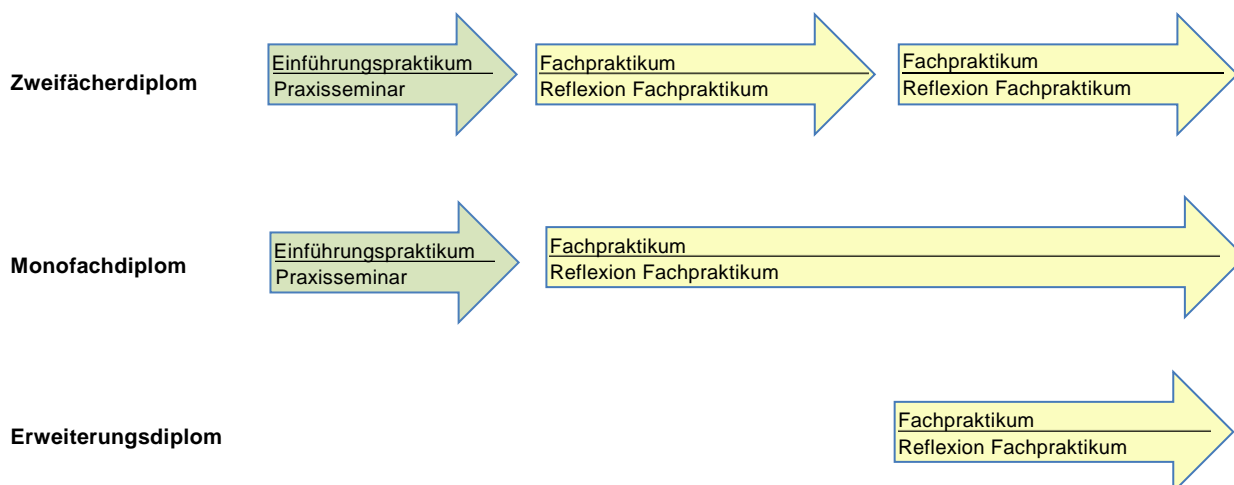 Zweifächerdiplom
Einführungspraktikum
Praxisseminar
Fachpraktikum
Reflexion Fachpraktikum
Fachpraktikum
Reflexion Fachpraktikum
Monofachdiplom
Einführungspraktikum
Praxisseminar
Fachpraktikum
Reflexion Fachpraktikum
Erweiterungsdiplom
Fachpraktikum
Reflexion Fachpraktikum